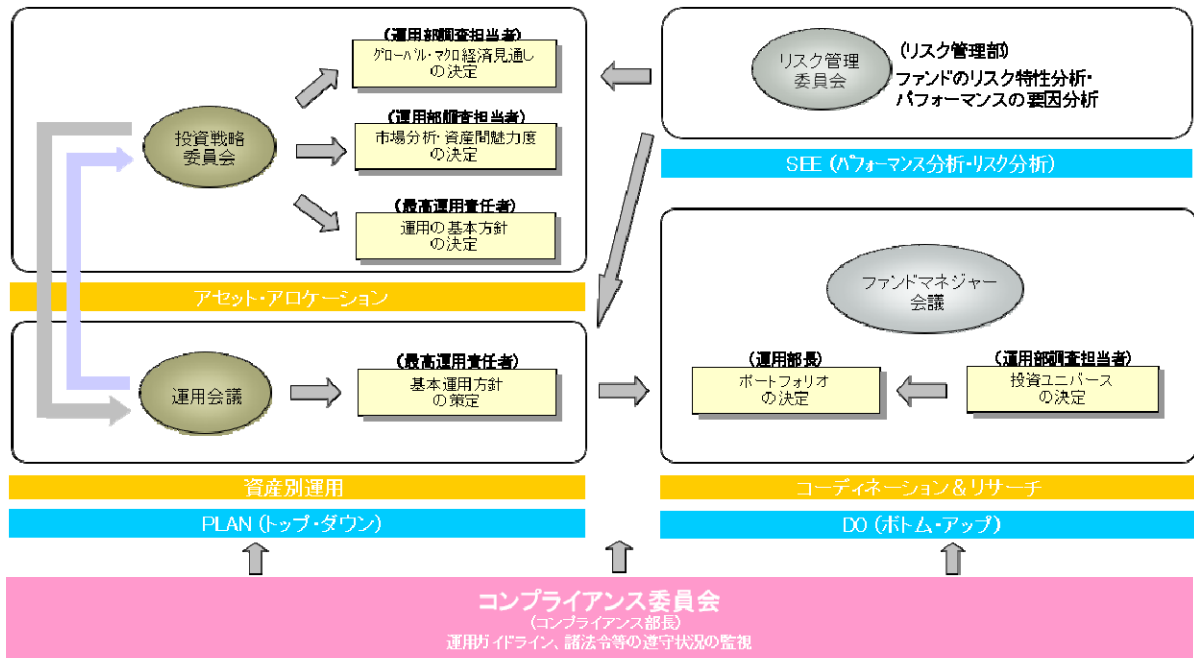 (運用部調査担当者)
グローバル・マクロ経済見通し
の決定
投資戦略
委員会
(運用部調査担当者)
市場分析・資産間魅力度
の決定
(最高運用責任者)
運用の基本方針
の決定
アセット・アロケーション
リスク管理
委員会
(リスク管理部)
ファンドのリスク特性分析・
パフォーマンスの要因分析
SEE (パフォーマンス分析・リスク分析)
運用会議
(最高運用責任者)
基本運用方針
の策定
資産別運用
PLAN (トップ・ダウン)
ファンドマネジャー
会議
(運用部長)
ポートフォリオ
の決定
(運用部調査担当者)
投資ユニバース
の決定
コーディネーション&リサーチ
DO (ボトム・アップ)
コンプライアンス委員会
(コンプライアンス部長)
運用ガイドライン、諸法令等の遵守状況の監視